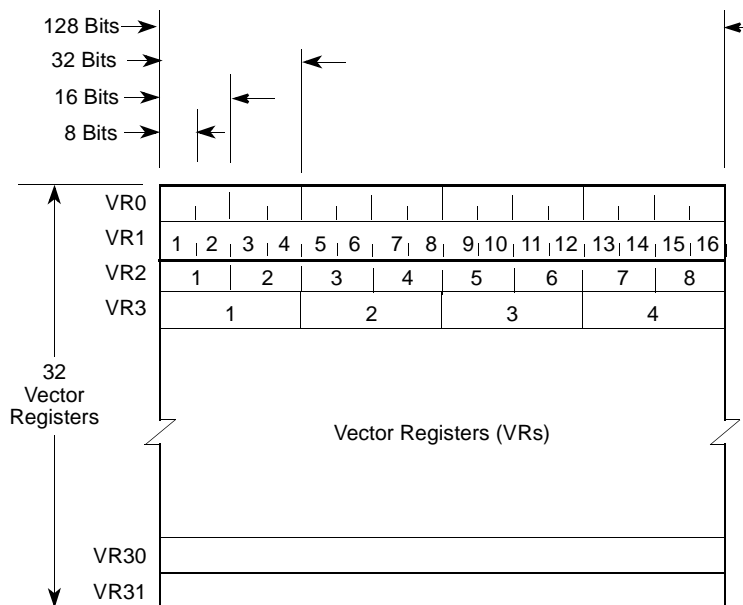 128 Bits
32 Bits
16 Bits
8 Bits
VR0
VR1 1 2 3 4 5 6 7 8 9 10 11 12 13 14 15 16
VR2 1 2 3 4 5 6 7 8
VR3 1 2 3 4
32
Vector
Registers
Vector Registers (VRs)
VR30
VR31